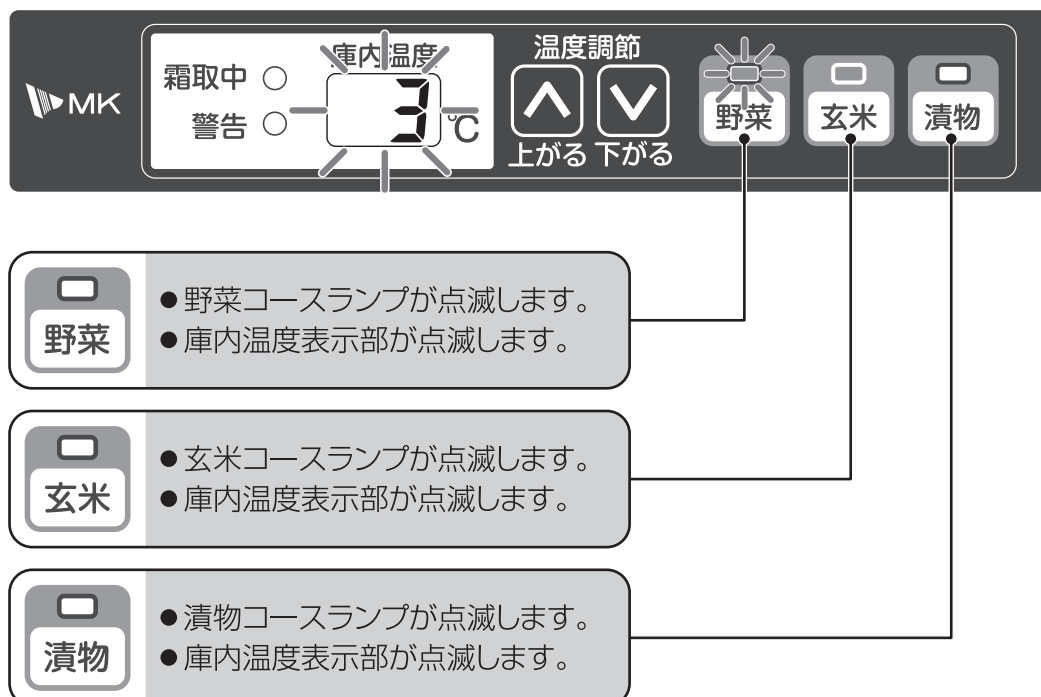 MK
霜取中
警告
庫内温度
3
℃
温度調節
上がる 下がる
野菜
玄米
漬物
野菜
●野菜コースランプが点滅します。
●庫内温度表示部が点滅します。
玄米
●玄米コースランプが点滅します。
●庫内温度表示部が点滅します。
漬物
●漬物コースランプが点滅します。
●庫内温度表示部が点滅します。